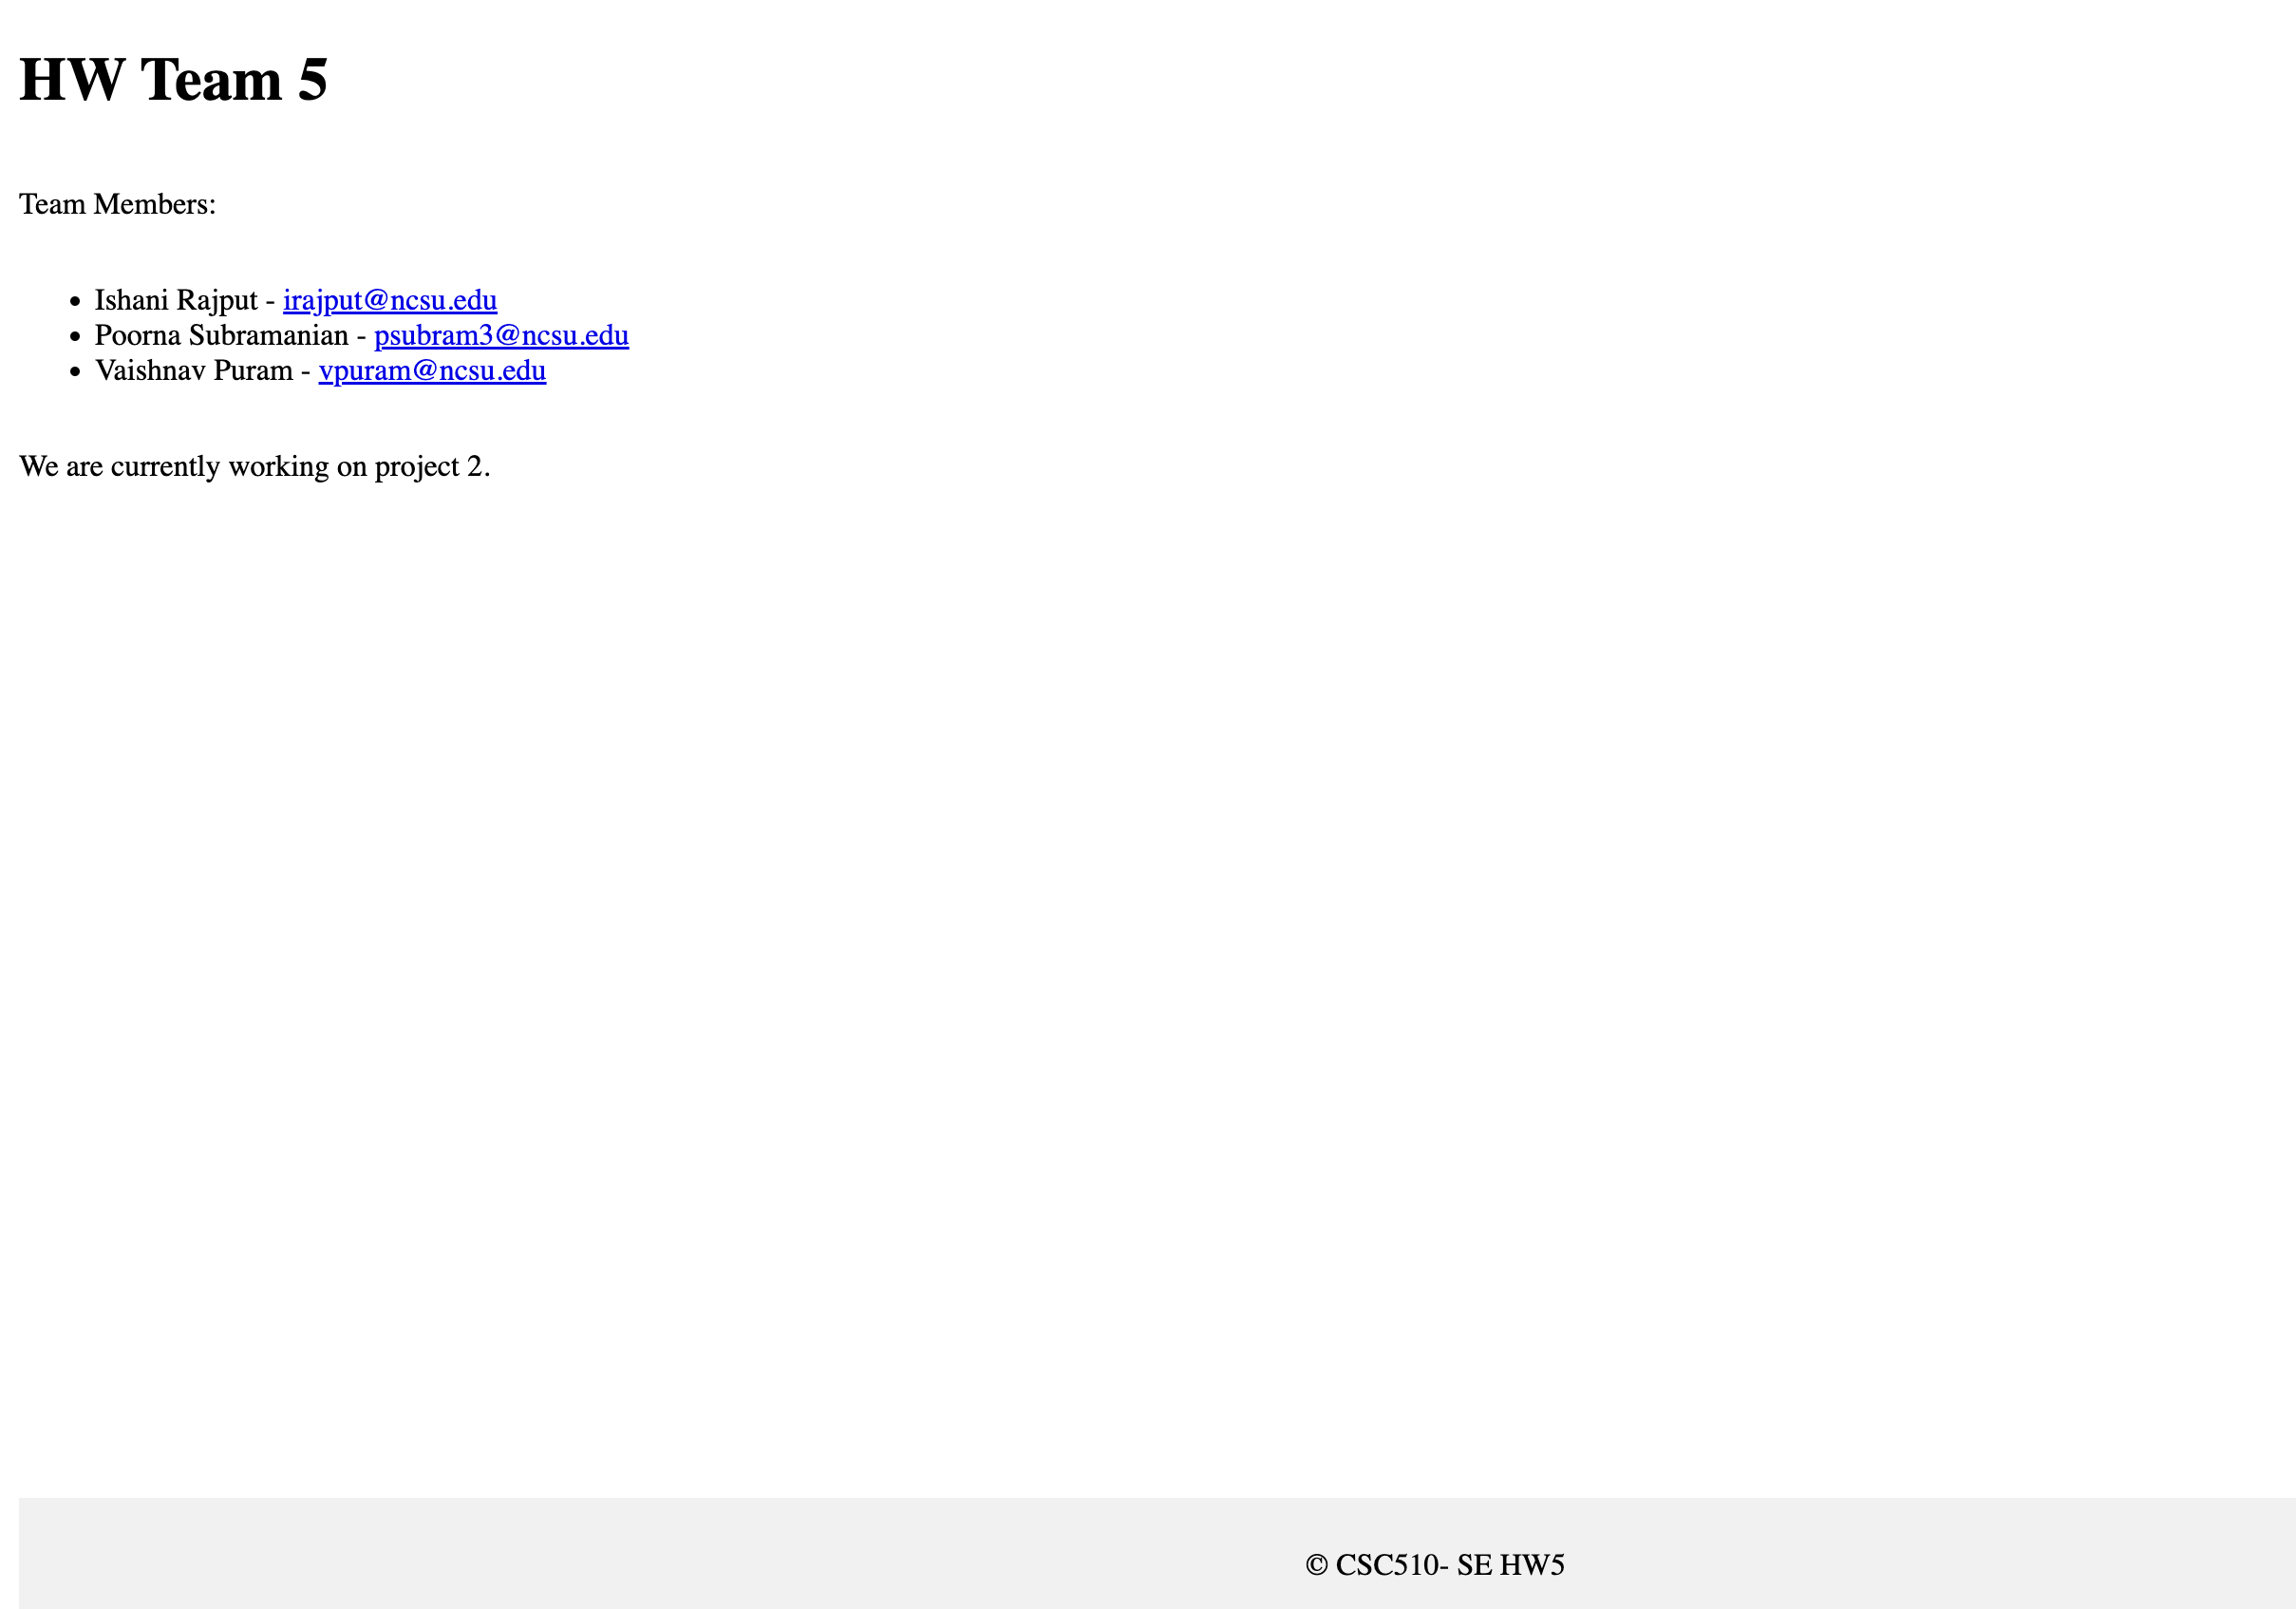 HW Team 5
Team Members:
• Ishani Rajput - irajput@ncsu.edu
• Poorna Subramanian - psubram3@ncsu.edu
• Vaishnav Puram - vpuram@ncsu.edu
We are currently working on project 2.
© CSC510- SE HW5